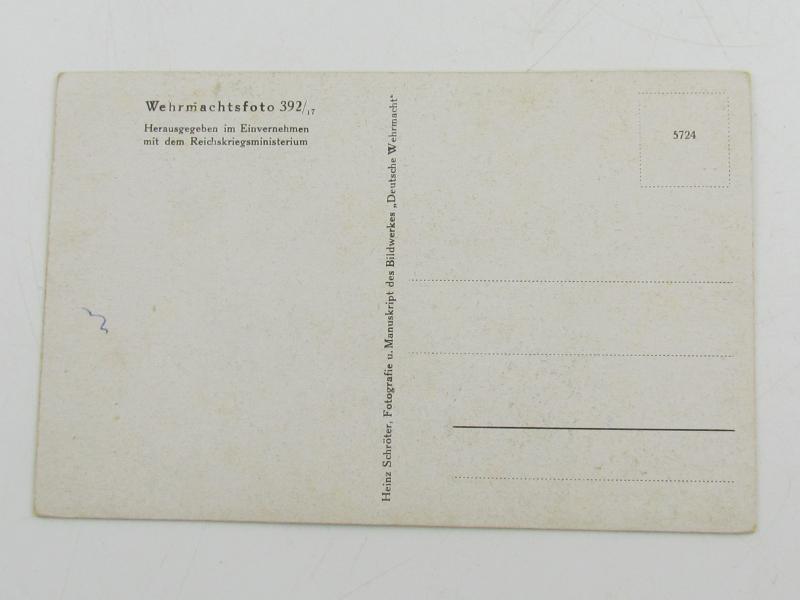 Wehrmachtsfoto 392/17
Herausgegeben im Einvernehmen
mit dem Reichskriegsministerium
Heinz Schröter, Fotografie u. Manuskript des Bildwerkes „Deutsche Wehrmacht“
5724